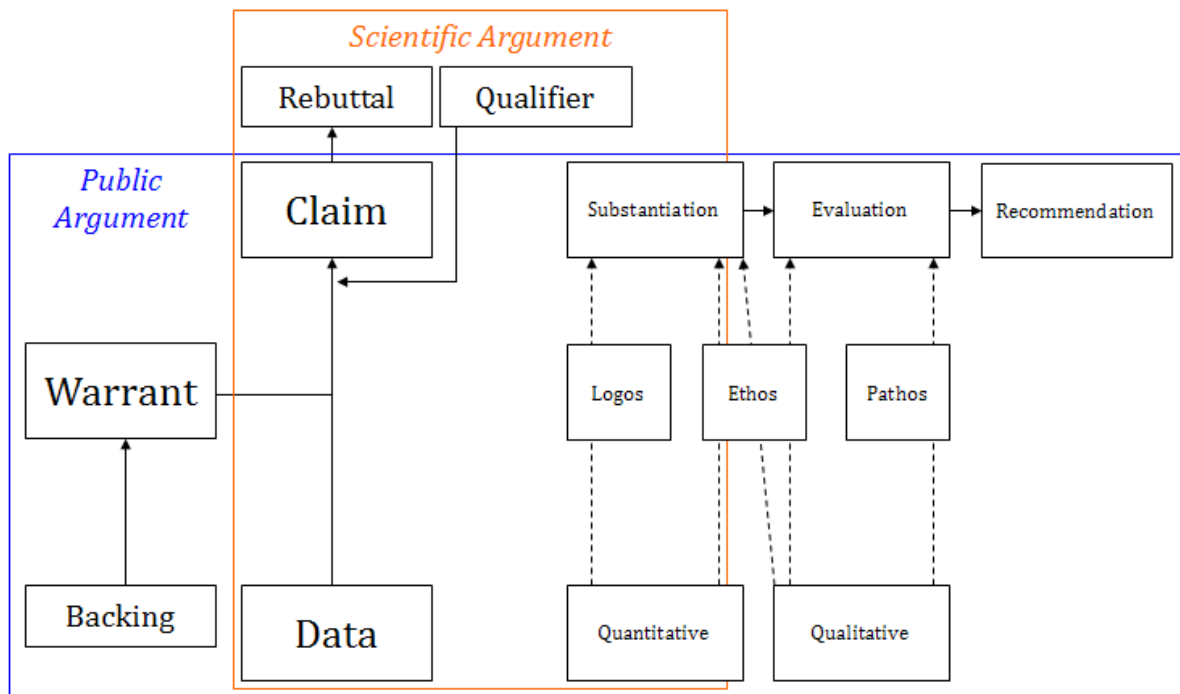 Scientific Argument
Rebuttal
Qualifier
Public
Argument
Claim
Substantiation
Evaluation
Recommendation
Warrant
Logos
Ethos
Pathos
Backing
Data
Quantitative
Qualitative